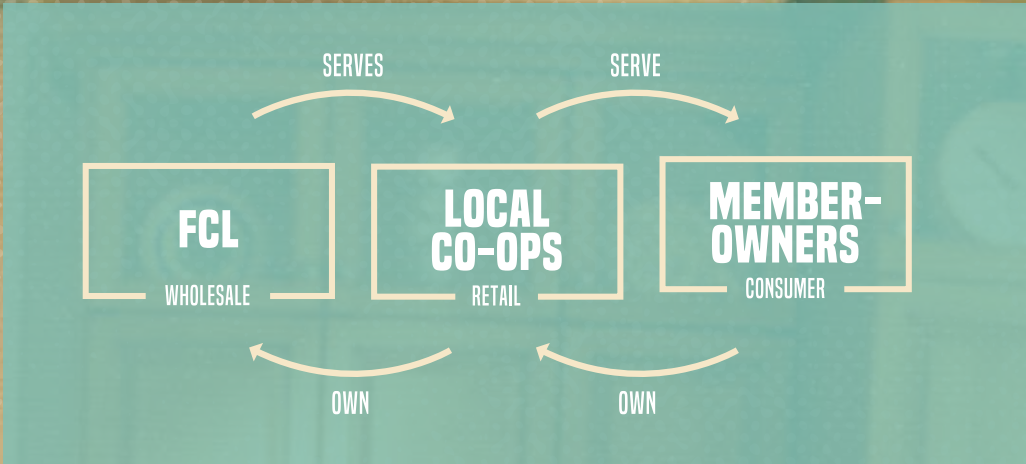 SERVES
SERVE
FCL
WHOLESALE
LOCAL
CO-OPS
RETAIL
MEMBER-
OWNERS
CONSUMER
OWN
OWN